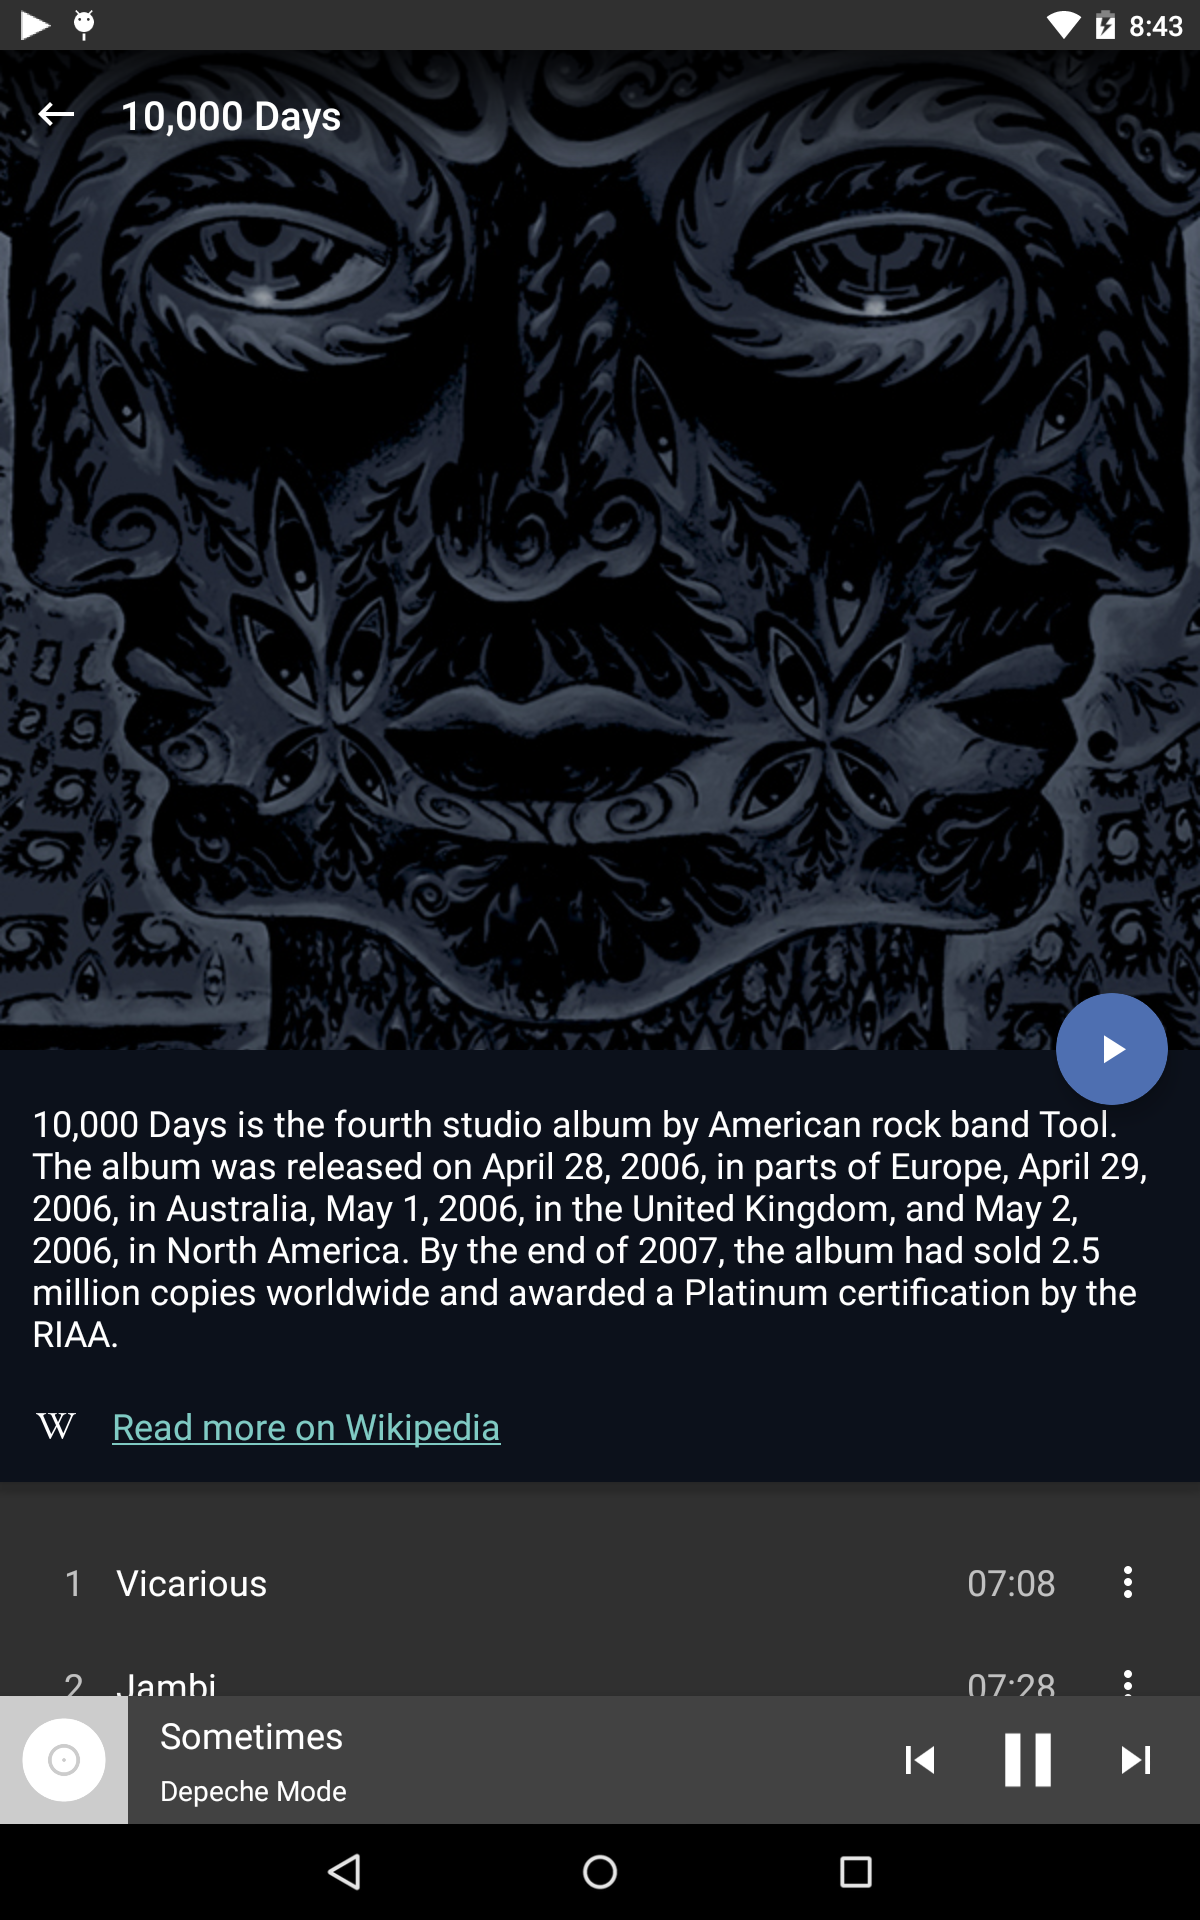 8:43
10,000 Days
10,000 Days is the fourth studio album by American rock band Tool.
The album was released on April 28, 2006, in parts of Europe, April 29,
2006, in Australia, May 1, 2006, in the United Kingdom, and May 2,
2006, in North America. By the end of 2007, the album had sold 2.5
million copies worldwide and awarded a Platinum certification by the
RIAA.
W Read more on Wikipedia
1 Vicarious 07:08
2 Jambi 07:28
Sometimes
Depeche Mode